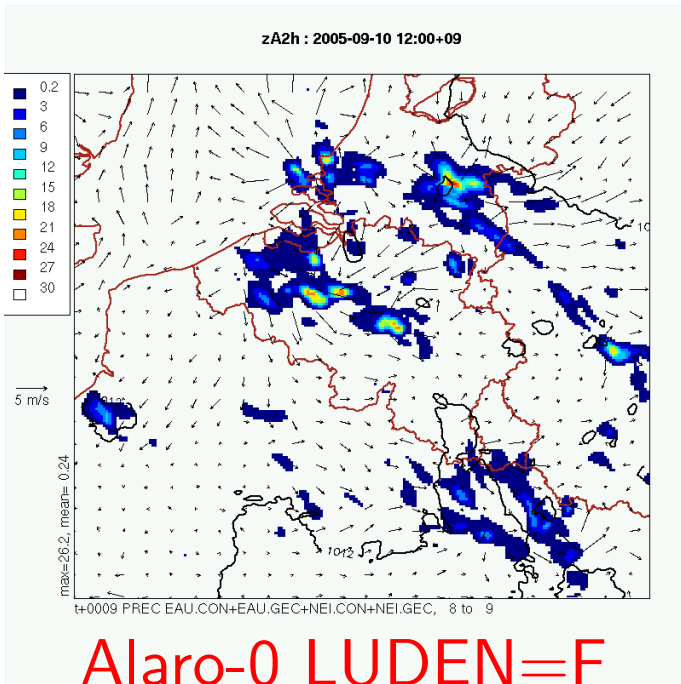 zA2h : 2005-09-10 12:00+09
0.2
3
6
9
12
15
18
21
24
27
30
10
5 m/s
1012
max=26.2, mean= 0.24
t+0009 PREC EAU.CON+EAU.GEC+NEI.CON+NEI.GEC, 8 to 9
Alaro-0 LUDEN=F